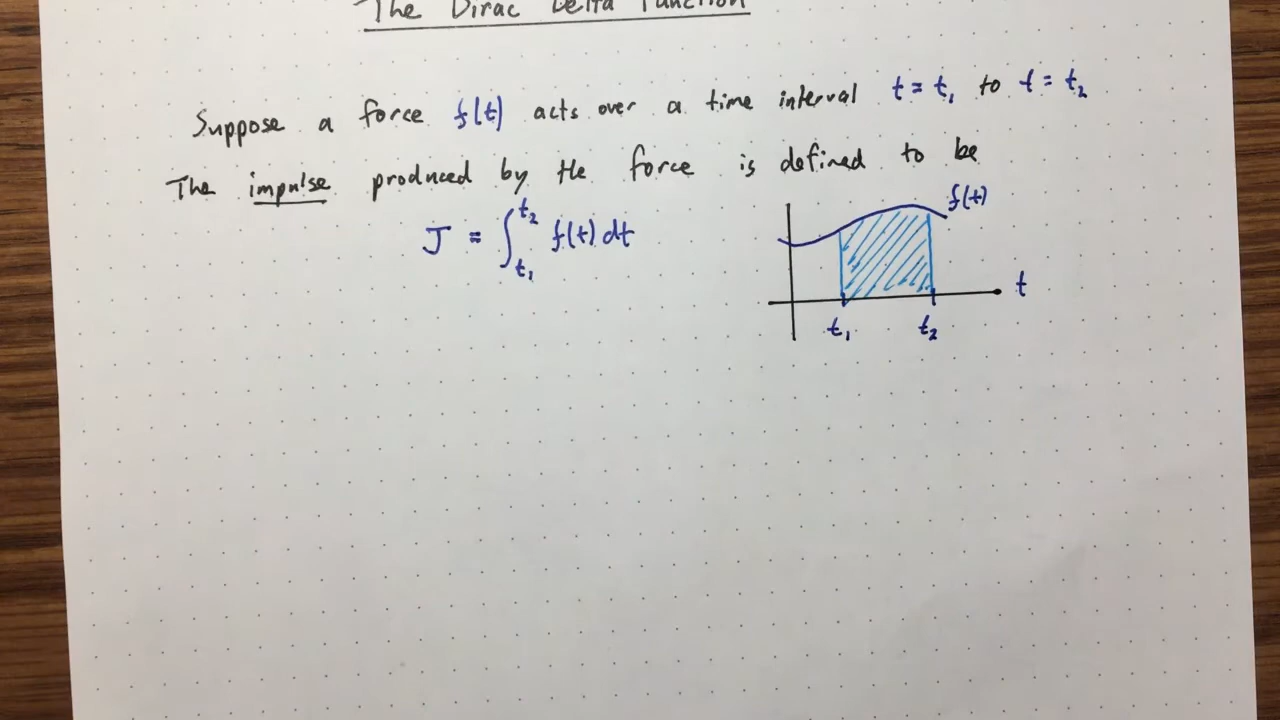 The Dirac Delta Function
Suppose a force f(t) acts over a time interval t = t₁ to t = t₂
The impulse produced by the force is defined to be
J = ∫_{t₁}^{t₂} f(t) dt
f(t)
t
t₁ t₂